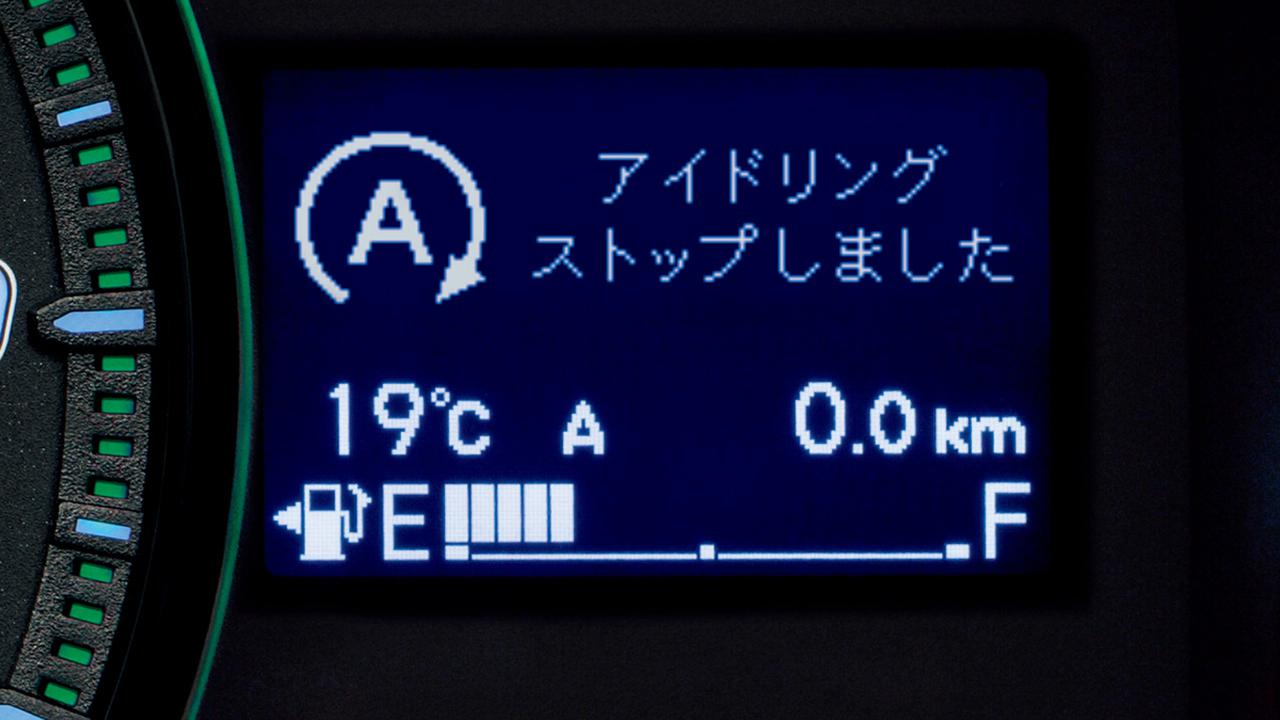 A
アイドリング
ストップしました
19℃ A 0.0 km
E F